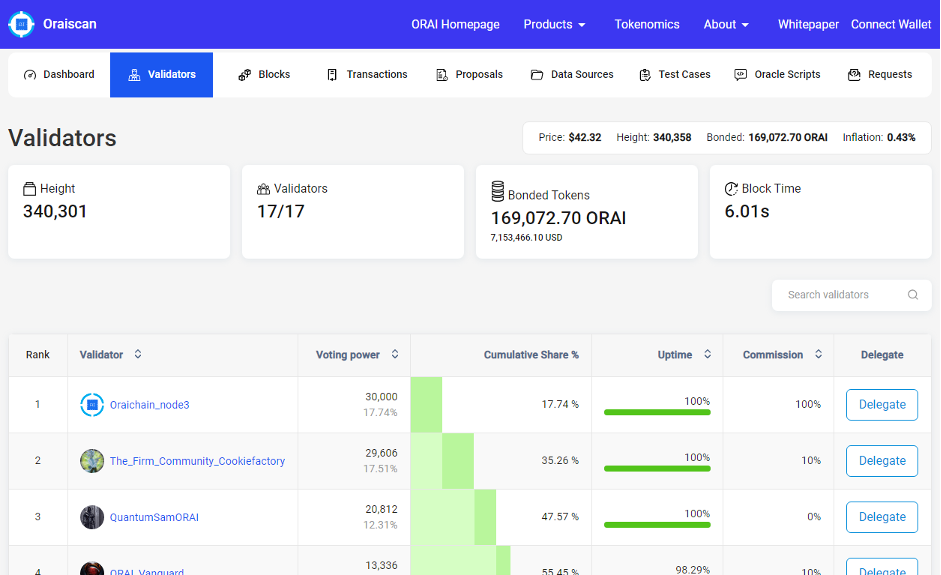 Oraiscan
ORAI Homepage Products Tokenomics About Whitepaper Connect Wallet
Dashboard Validators Blocks Transactions Proposals Data Sources Test Cases Oracle Scripts Requests
Validators
Price: $42.32 Height: 340,358 Bonded: 169,072.70 ORAI Inflation: 0.43%
Height
340,301
Validators
17/17
Bonded Tokens
169,072.70 ORAI
7,153,466.10 USD
Block Time
6.01s
Search validators
Rank Validator Voting power Cumulative Share % Uptime Commission Delegate
1 Oraichain_node3 30,000 17.74% 17.74 % 100% 100% Delegate
2 The_Firm_Community_Cookiefactory 29,606 17.51% 35.26 % 100% 10% Delegate
3 QuantumSamORAI 20,812 12.31% 47.57 % 100% 0% Delegate
4 ORAI_Vanguard 13,336 55.45 % 98.29% 10% Delegate